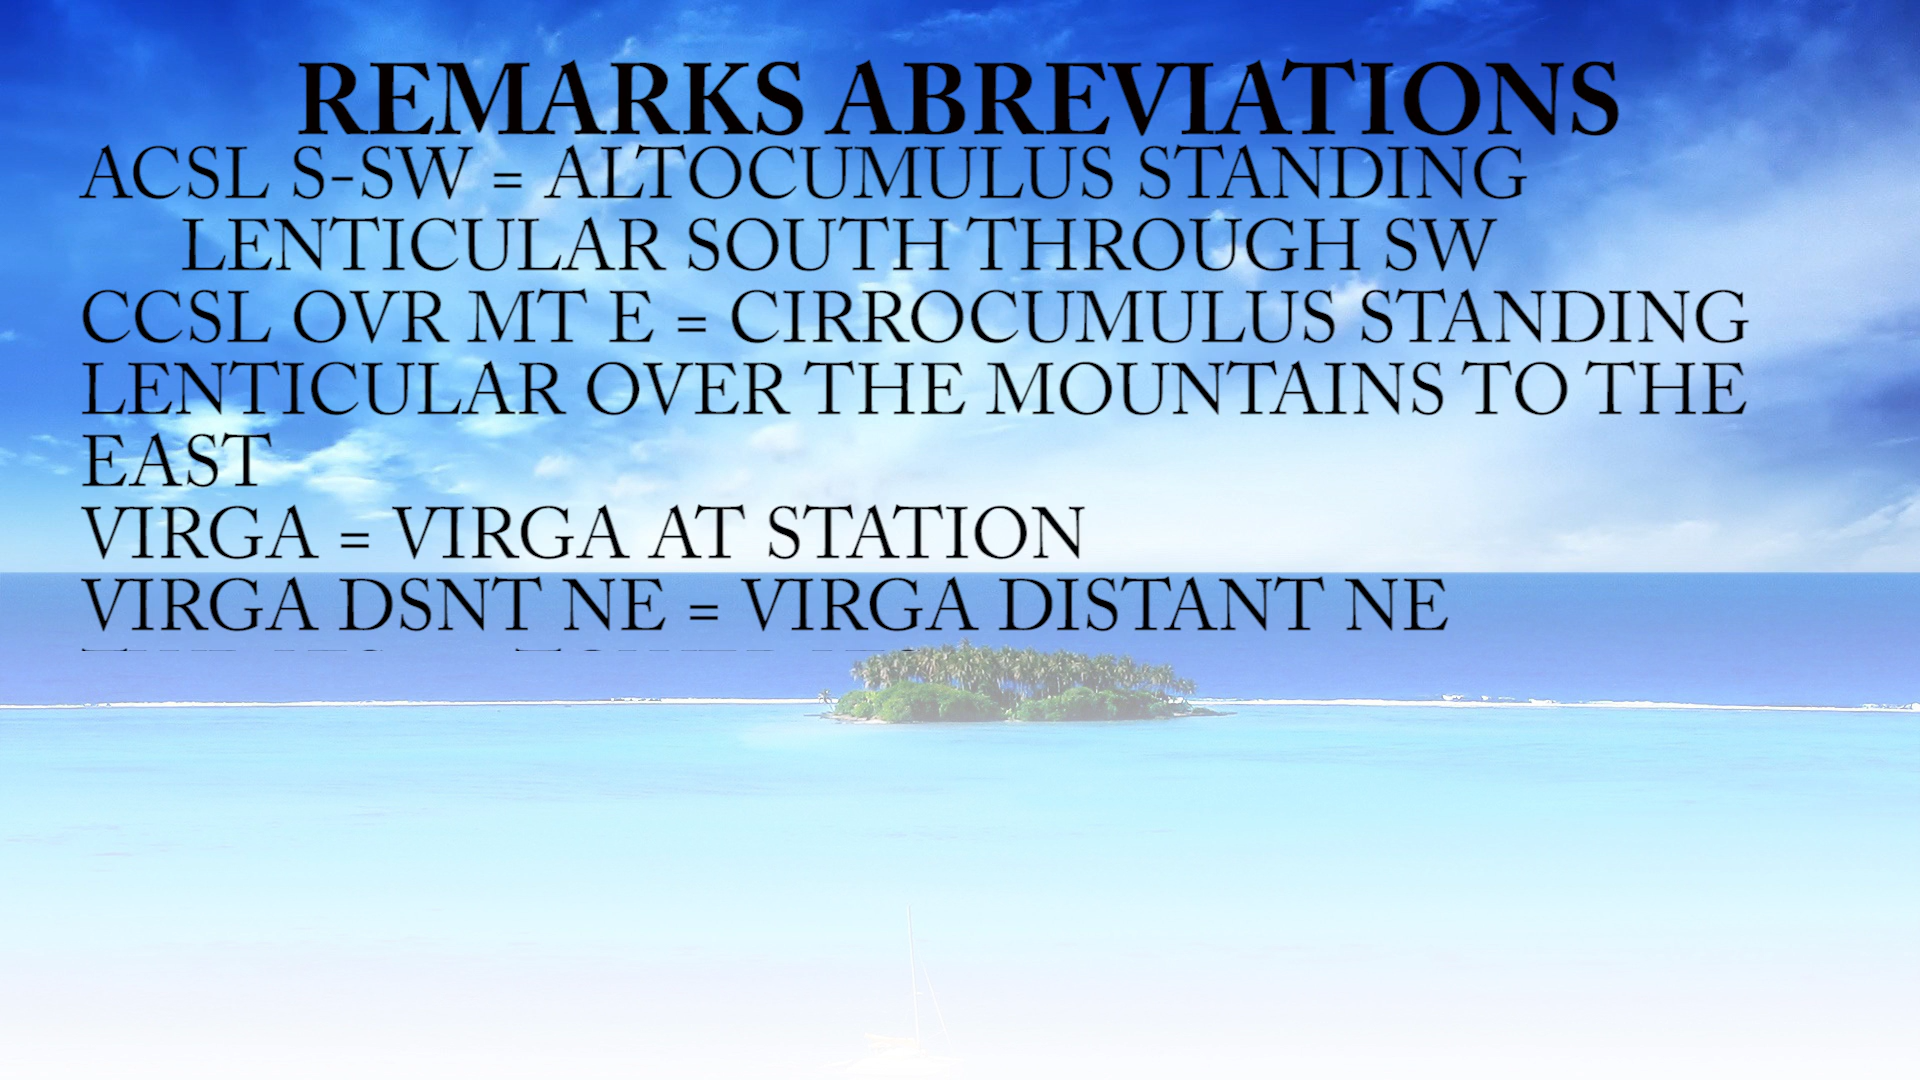 REMARKS ABREVIATIONS
ACSL S-SW = ALTOCUMULUS STANDING
LENTICULAR SOUTH THROUGH SW
CCSL OVR MT E = CIRROCUMULUS STANDING
LENTICULAR OVER THE MOUNTAINS TO THE
EAST
VIRGA = VIRGA AT STATION
VIRGA DSNT NE = VIRGA DISTANT NE